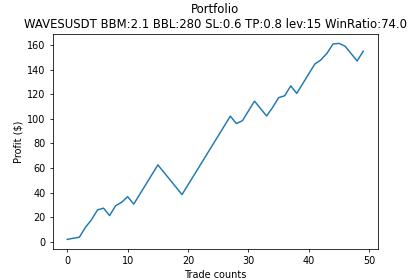 Portfolio
WAVESUSDT BBM:2.1 BBL:280 SL:0.6 TP:0.8 lev:15 WinRatio:74.0
160
140
120
100
80
60
40
20
0
Profit ($)
0 10 20 30 40 50
Trade counts